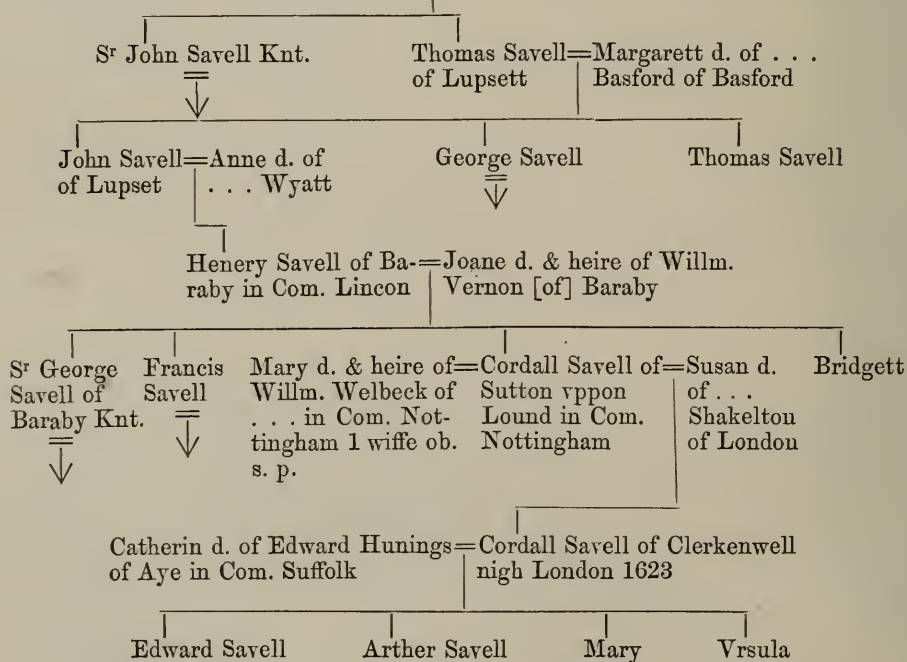 Sr John Savell Knt.
Thomas Savell=Margarett d. of . . .
of Lupsett Basford of Basford
John Savell=Anne d. of
of Lupset . . . Wyatt
George Savell
Thomas Savell
Henery Savell of Ba-=Joane d. & heire of Willm.
raby in Com. Lincon Vernon [of] Baraby
Sr George
Savell of
Baraby Knt.
Francis
Savell
Mary d. & heire of=Cordall Savell of=Susan d.
Willm. Welbeck of Sutton vppon of . . .
. . . in Com. Not- Lound in Com. Shakelton
tingham 1 wiffe ob. Nottingham of London
s. p.
Bridgett
Catherin d. of Edward Hunings=Cordall Savell of Clerkenwell
of Aye in Com. Suffolk nigh London 1623
Edward Savell Arther Savell Mary Vrsula